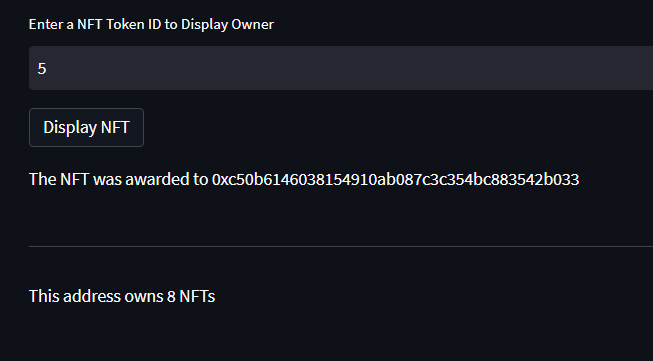 Enter a NFT Token ID to Display Owner
5
Display NFT
The NFT was awarded to 0xc50b6146038154910ab087c3c354bc883542b033
This address owns 8 NFTs